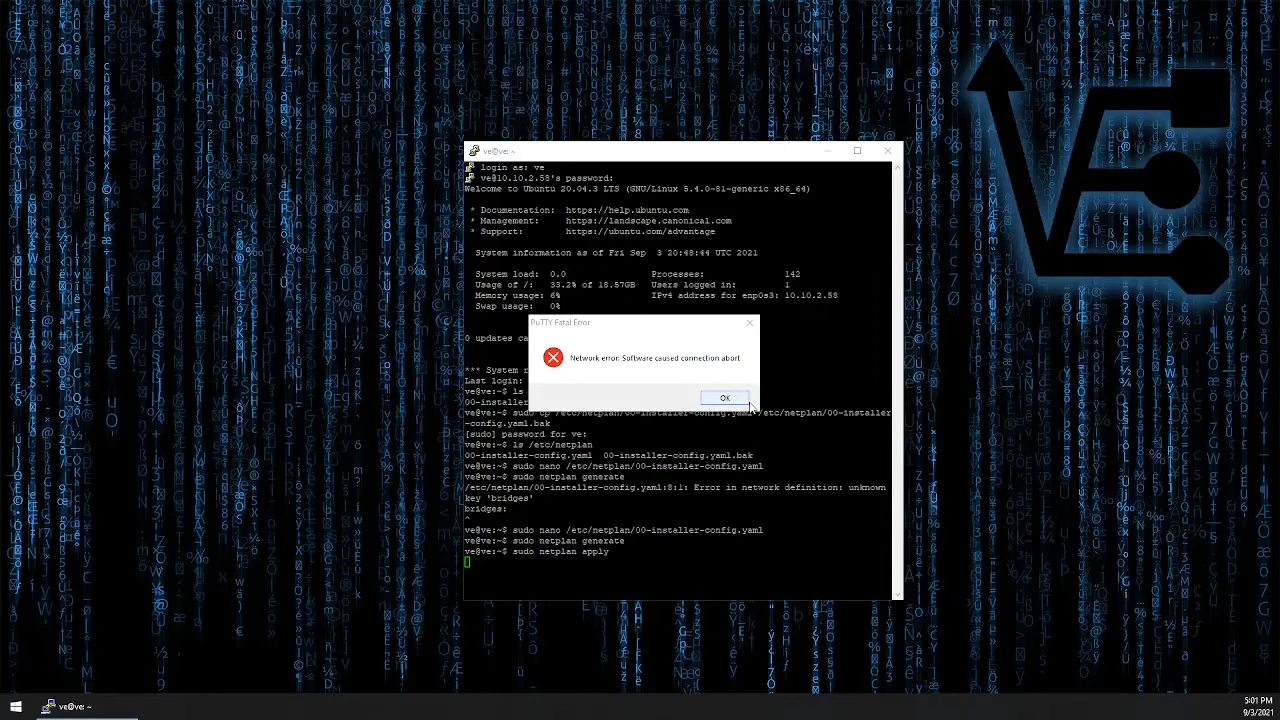 ve@ve: ~
login as: ve
ve@10.10.2.58's password:
Welcome to Ubuntu 20.04.3 LTS (GNU/Linux 5.4.0-81-generic x86_64)
* Documentation: https://help.ubuntu.com
* Management: https://landscape.canonical.com
* Support: https://ubuntu.com/advantage
System information as of Fri Sep 3 20:48:44 UTC 2021
System load: 0.0 Processes: 142
Usage of /: 33.2% of 18.57GB Users logged in: 1
Memory usage: 6% IPv4 address for enp0s3: 10.10.2.58
Swap usage: 0%
PuTTY Fatal Error
0 updates ca
Network error: Software caused connection abort
*** System r
Last login:
ve@ve:~$ ls
OK
00-installer
ve@ve:~$ sudo cp /etc/netplan/00-installer-config.yaml /etc/netplan/00-installer
-config.yaml.bak
[sudo] password for ve:
ve@ve:~$ ls /etc/netplan
00-installer-config.yaml 00-installer-config.yaml.bak
ve@ve:~$ sudo nano /etc/netplan/00-installer-config.yaml
ve@ve:~$ sudo netplan generate
/etc/netplan/00-installer-config.yaml:8:1: Error in network definition: unknown
key 'bridges'
bridges:
^
ve@ve:~$ sudo nano /etc/netplan/00-installer-config.yaml
ve@ve:~$ sudo netplan generate
ve@ve:~$ sudo netplan apply
ve@ve: ~
5:01 PM
9/3/2021